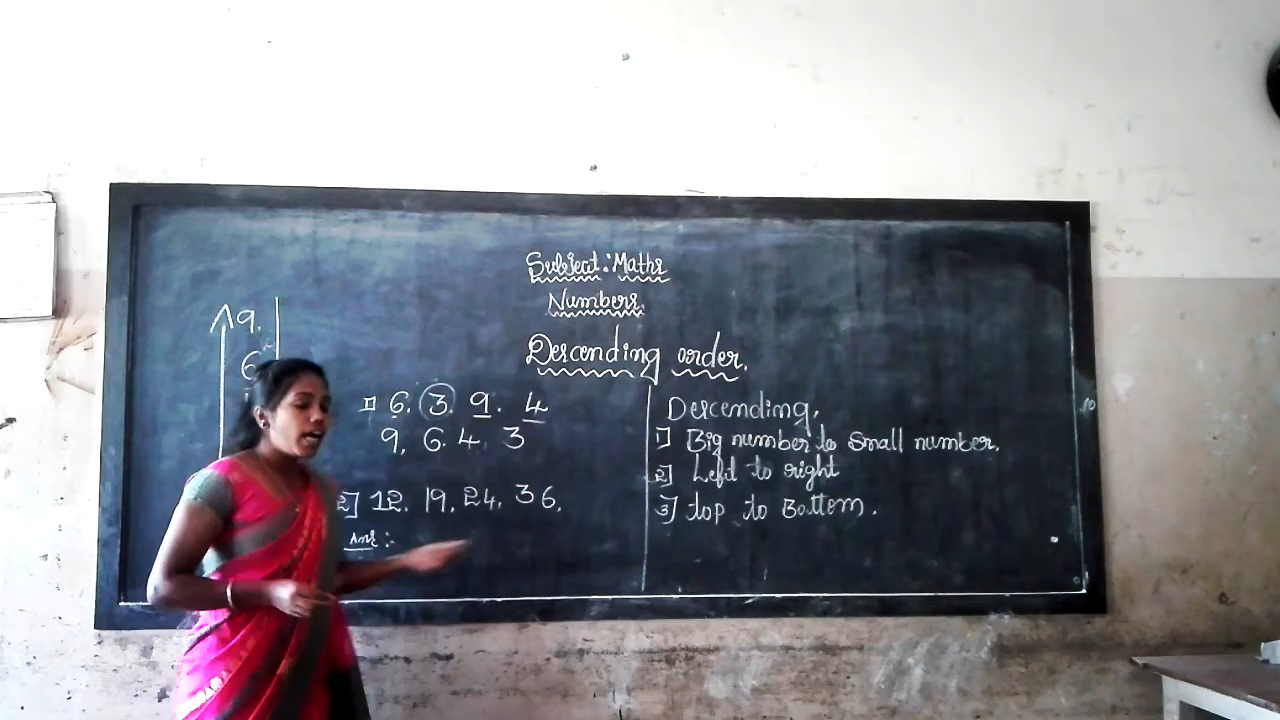 Subject: Maths
Numbers.
Descending order.
9.
6
1] 6. 3. 9. 4
9, 6. 4, 3
2] 12. 19, 24, 36.
Ans :-
Descending,
1] Big number to Small number.
2] Left to right
3] top to Bottom.